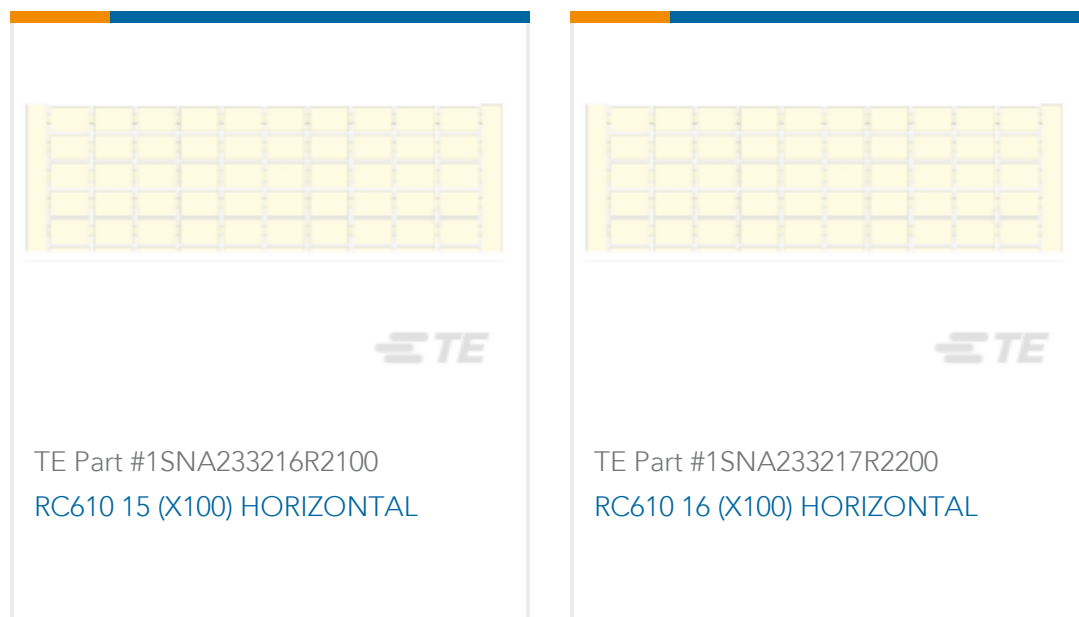 TE
TE Part #1SNA233216R2100
RC610 15 (X100) HORIZONTAL
TE
TE Part #1SNA233217R2200
RC610 16 (X100) HORIZONTAL